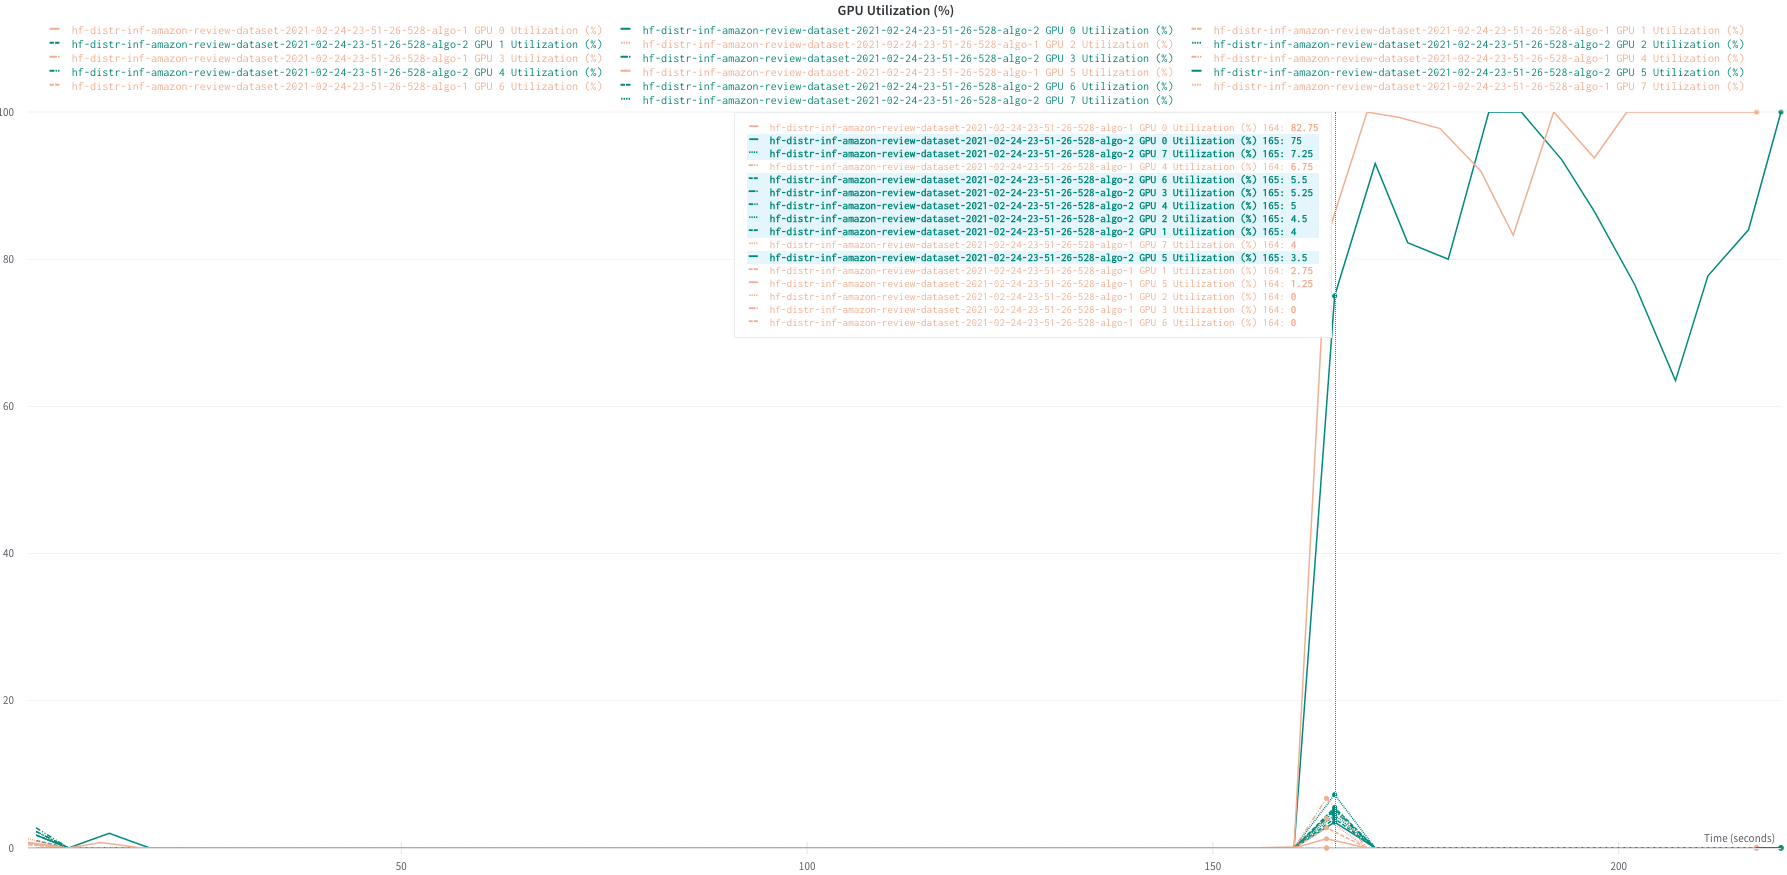 GPU Utilization (%)
hf-distr-inf-amazon-review-dataset-2021-02-24-23-51-26-528-algo-1 GPU 0 Utilization (%) hf-distr-inf-amazon-review-dataset-2021-02-24-23-51-26-528-algo-2 GPU 0 Utilization (%) hf-distr-inf-amazon-review-dataset-2021-02-24-23-51-26-528-algo-1 GPU 1 Utilization (%)
hf-distr-inf-amazon-review-dataset-2021-02-24-23-51-26-528-algo-2 GPU 1 Utilization (%) hf-distr-inf-amazon-review-dataset-2021-02-24-23-51-26-528-algo-1 GPU 2 Utilization (%) hf-distr-inf-amazon-review-dataset-2021-02-24-23-51-26-528-algo-2 GPU 2 Utilization (%)
hf-distr-inf-amazon-review-dataset-2021-02-24-23-51-26-528-algo-1 GPU 3 Utilization (%) hf-distr-inf-amazon-review-dataset-2021-02-24-23-51-26-528-algo-2 GPU 3 Utilization (%) hf-distr-inf-amazon-review-dataset-2021-02-24-23-51-26-528-algo-1 GPU 4 Utilization (%)
hf-distr-inf-amazon-review-dataset-2021-02-24-23-51-26-528-algo-2 GPU 4 Utilization (%) hf-distr-inf-amazon-review-dataset-2021-02-24-23-51-26-528-algo-1 GPU 5 Utilization (%) hf-distr-inf-amazon-review-dataset-2021-02-24-23-51-26-528-algo-2 GPU 5 Utilization (%)
hf-distr-inf-amazon-review-dataset-2021-02-24-23-51-26-528-algo-1 GPU 6 Utilization (%) hf-distr-inf-amazon-review-dataset-2021-02-24-23-51-26-528-algo-2 GPU 6 Utilization (%) hf-distr-inf-amazon-review-dataset-2021-02-24-23-51-26-528-algo-1 GPU 7 Utilization (%)
hf-distr-inf-amazon-review-dataset-2021-02-24-23-51-26-528-algo-2 GPU 7 Utilization (%)
100
hf-distr-inf-amazon-review-dataset-2021-02-24-23-51-26-528-algo-1 GPU 0 Utilization (%) 164: 82.75
hf-distr-inf-amazon-review-dataset-2021-02-24-23-51-26-528-algo-2 GPU 0 Utilization (%) 165: 75
hf-distr-inf-amazon-review-dataset-2021-02-24-23-51-26-528-algo-2 GPU 7 Utilization (%) 165: 7.25
hf-distr-inf-amazon-review-dataset-2021-02-24-23-51-26-528-algo-1 GPU 4 Utilization (%) 164: 6.75
hf-distr-inf-amazon-review-dataset-2021-02-24-23-51-26-528-algo-2 GPU 6 Utilization (%) 165: 5.5
hf-distr-inf-amazon-review-dataset-2021-02-24-23-51-26-528-algo-2 GPU 3 Utilization (%) 165: 5.25
hf-distr-inf-amazon-review-dataset-2021-02-24-23-51-26-528-algo-2 GPU 4 Utilization (%) 165: 5
hf-distr-inf-amazon-review-dataset-2021-02-24-23-51-26-528-algo-2 GPU 2 Utilization (%) 165: 4.5
hf-distr-inf-amazon-review-dataset-2021-02-24-23-51-26-528-algo-2 GPU 1 Utilization (%) 165: 4
hf-distr-inf-amazon-review-dataset-2021-02-24-23-51-26-528-algo-1 GPU 7 Utilization (%) 164: 4
hf-distr-inf-amazon-review-dataset-2021-02-24-23-51-26-528-algo-2 GPU 5 Utilization (%) 165: 3.5
hf-distr-inf-amazon-review-dataset-2021-02-24-23-51-26-528-algo-1 GPU 1 Utilization (%) 164: 2.75
hf-distr-inf-amazon-review-dataset-2021-02-24-23-51-26-528-algo-1 GPU 5 Utilization (%) 164: 1.25
hf-distr-inf-amazon-review-dataset-2021-02-24-23-51-26-528-algo-1 GPU 2 Utilization (%) 164: 0
hf-distr-inf-amazon-review-dataset-2021-02-24-23-51-26-528-algo-1 GPU 3 Utilization (%) 164: 0
hf-distr-inf-amazon-review-dataset-2021-02-24-23-51-26-528-algo-1 GPU 6 Utilization (%) 164: 0
80
60
40
20
0
Time (seconds)
50 100 150 200